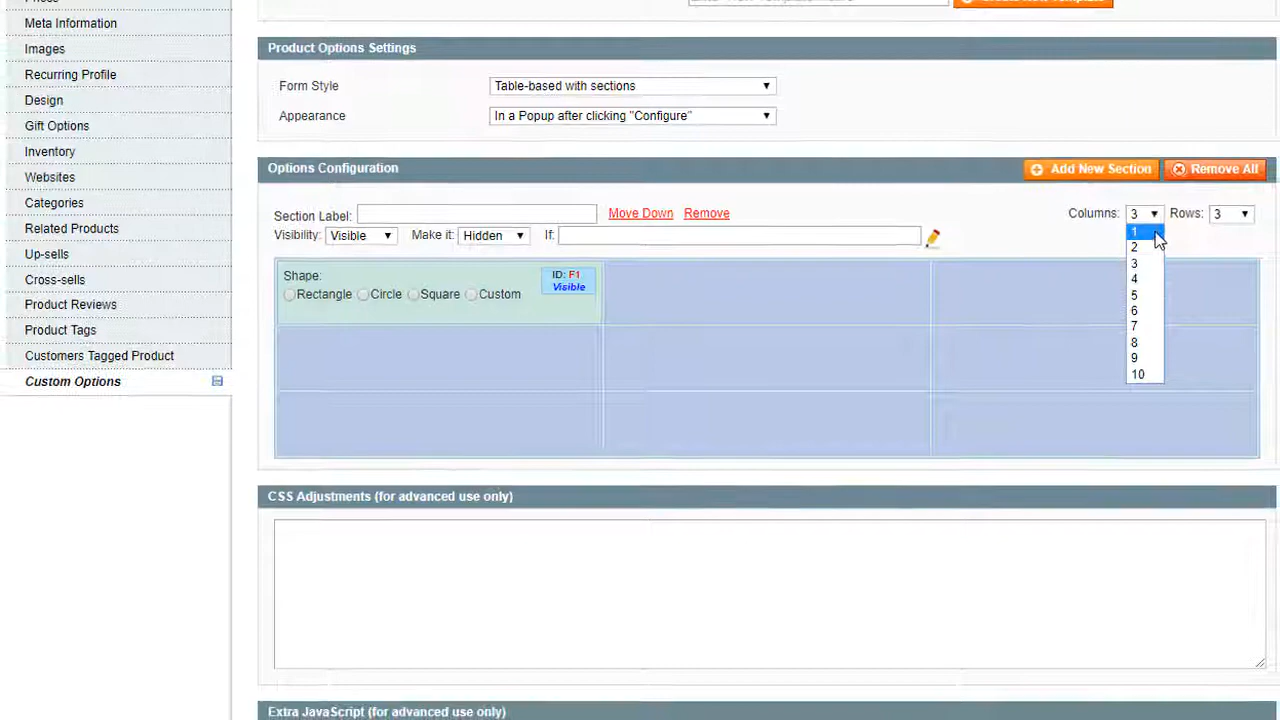 Meta Information
Images
Recurring Profile
Design
Gift Options
Inventory
Websites
Categories
Related Products
Up-sells
Cross-sells
Product Reviews
Product Tags
Customers Tagged Product
Custom Options
Product Options Settings
Form Style Table-based with sections
Appearance In a Popup after clicking "Configure"
Options Configuration Add New Section Remove All
Section Label: Move Down Remove Columns: 3 Rows: 3
Visibility: Visible Make it: Hidden If:
1
2
3
4
5
6
7
8
9
10
Shape: ID: F1
Visible
Rectangle Circle Square Custom
CSS Adjustments (for advanced use only)
Extra JavaScript (for advanced use only)